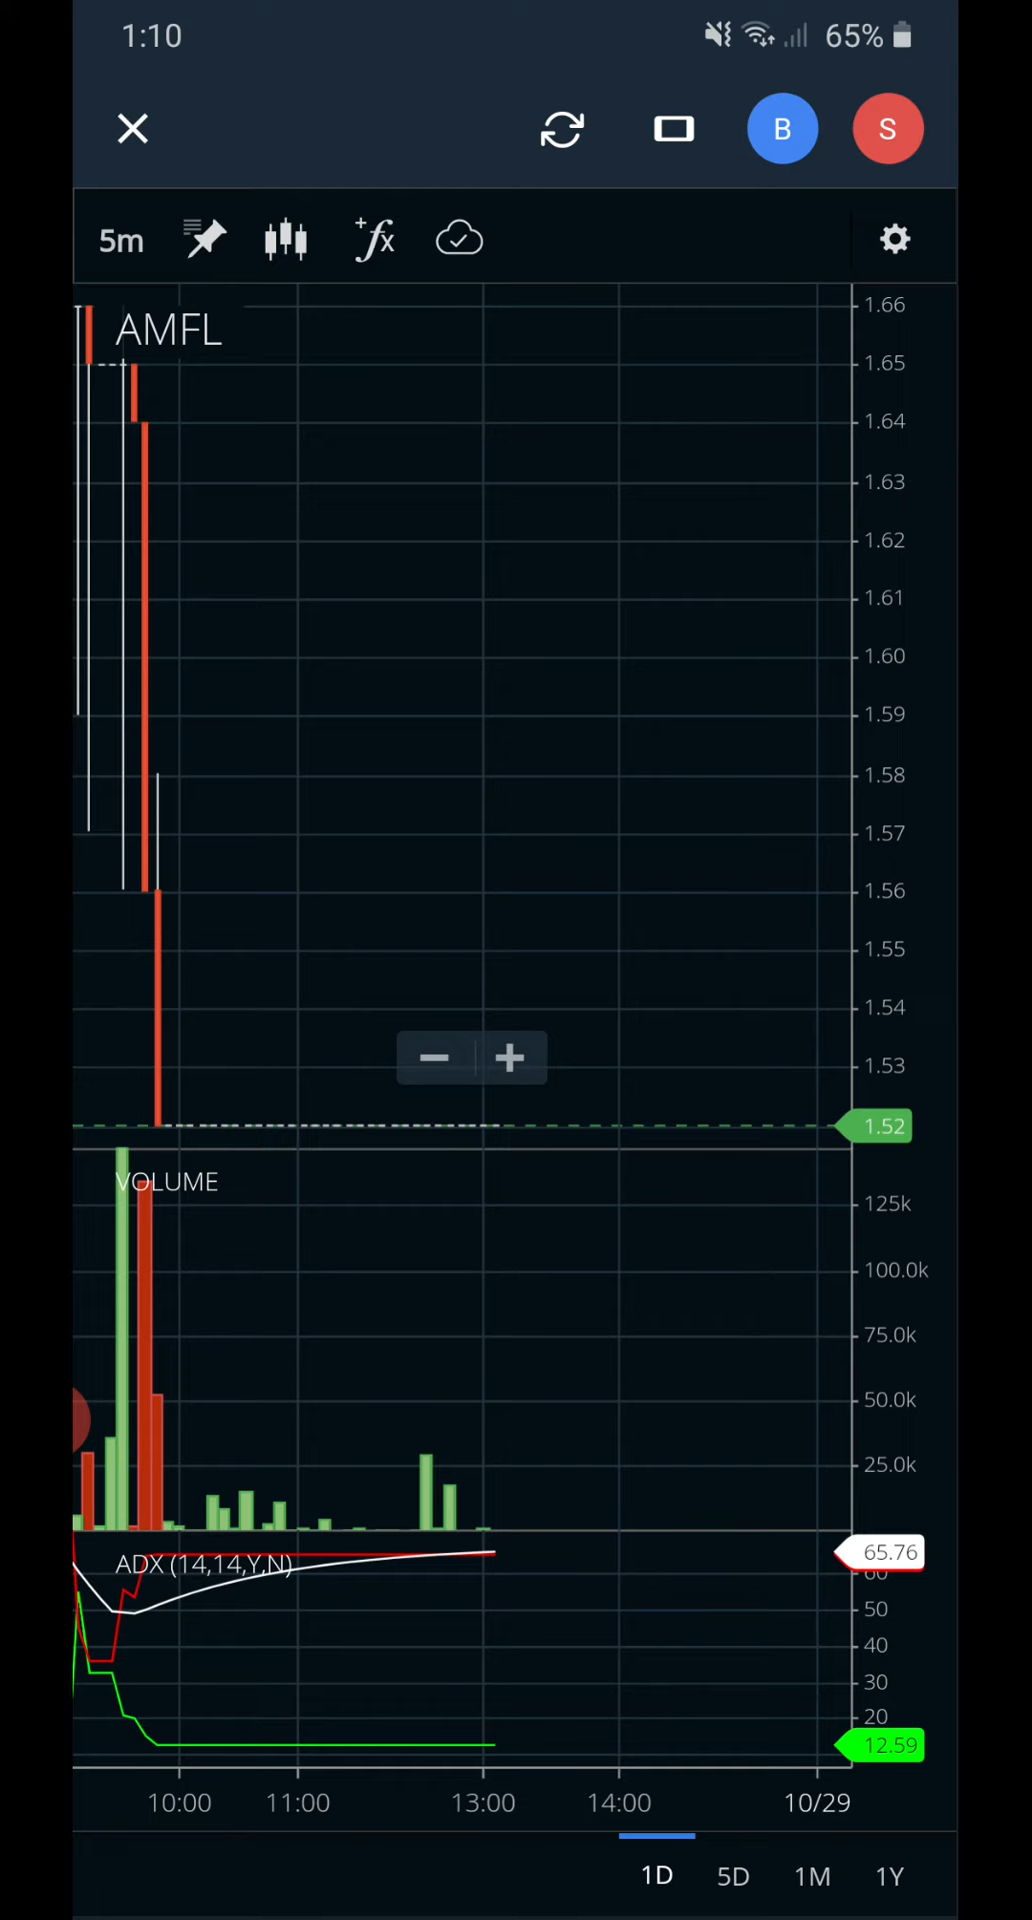 1:10 65%
B S
5m fx
AMFL
1.66
1.65
1.64
1.63
1.62
1.61
1.60
1.59
1.58
1.57
1.56
1.55
1.54
1.53
1.52
VOLUME
125k
100.0k
75.0k
50.0k
25.0k
ADX (14,14,Y,N)
65.76
60
50
40
30
20
12.59
10:00 11:00 13:00 14:00 10/29
1D 5D 1M 1Y